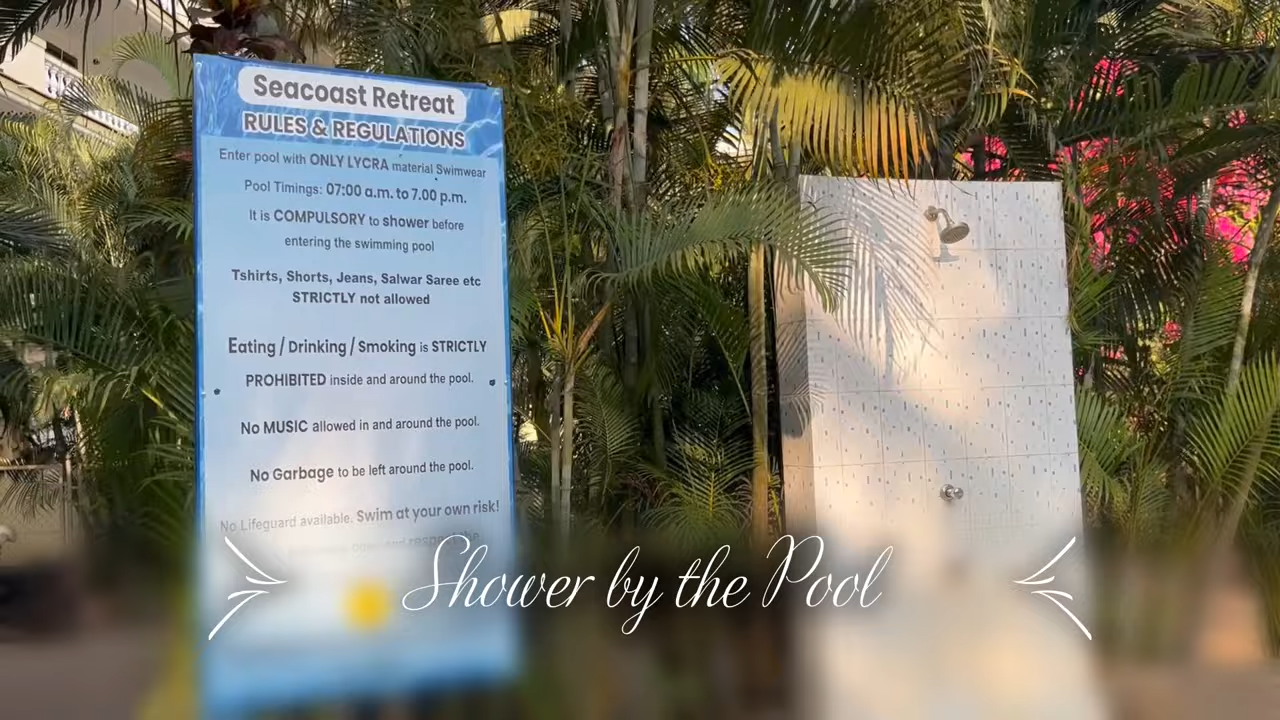 Seacoast Retreat
RULES & REGULATIONS
Enter pool with ONLY LYCRA material Swimwear
Pool Timings: 07:00 a.m. to 7.00 p.m.
It is COMPULSORY to shower before
entering the swimming pool
Tshirts, Shorts, Jeans, Salwar Saree etc
STRICTLY not allowed
Eating / Drinking / Smoking is STRICTLY
PROHIBITED inside and around the pool.
No MUSIC allowed in and around the pool.
No Garbage to be left around the pool.
No Lifeguard available. Swim at your own risk!
Shower by the Pool